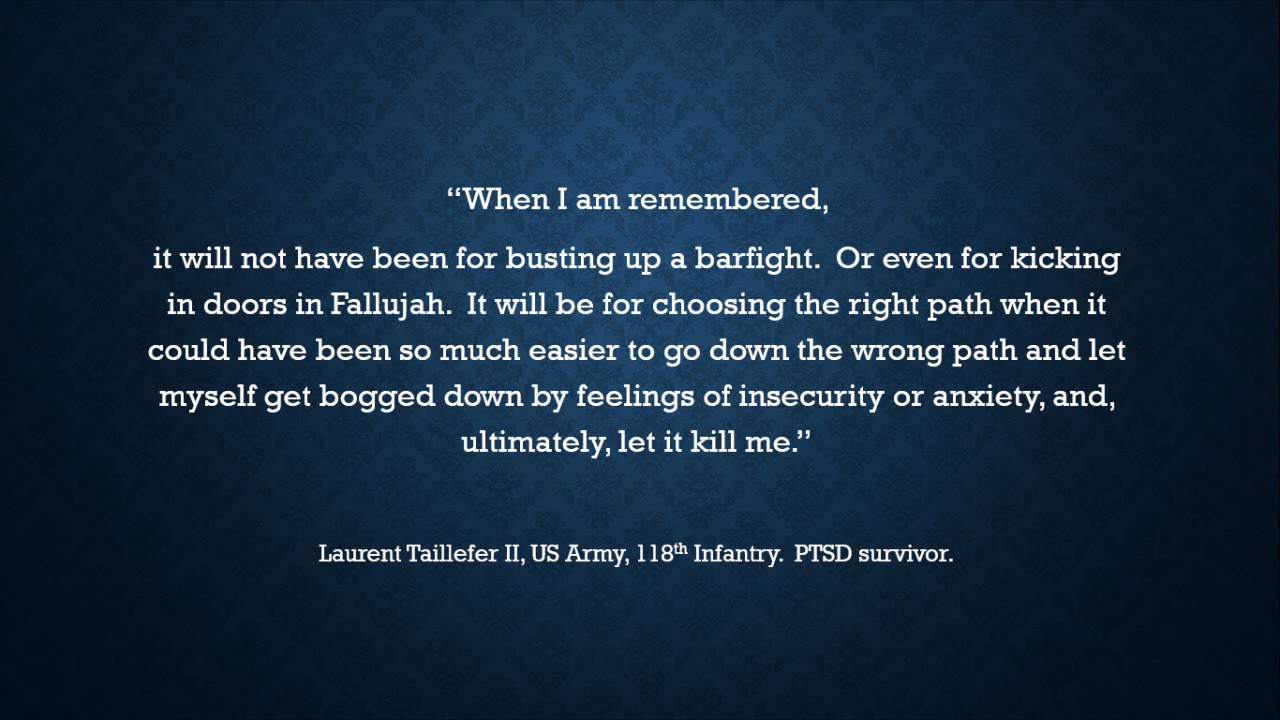 “When I am remembered,
it will not have been for busting up a barfight.  Or even for kicking
in doors in Fallujah.  It will be for choosing the right path when it
could have been so much easier to go down the wrong path and let
myself get bogged down by feelings of insecurity or anxiety, and,
ultimately, let it kill me.”
Laurent Taillefer II, US Army, 118th Infantry.  PTSD survivor.